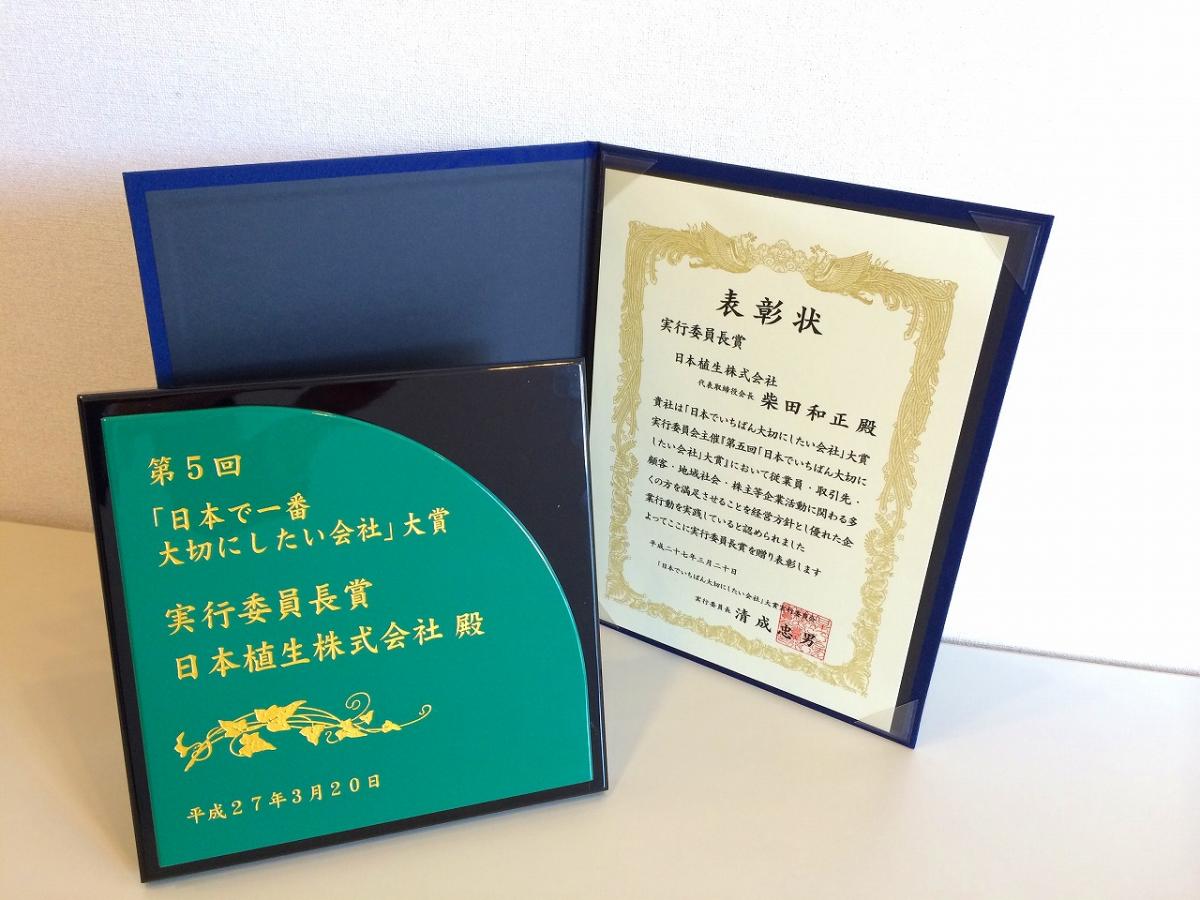 第5回
「日本で一番
大切にしたい会社」大賞
実行委員長賞
日本植生株式会社 殿
平成27年3月20日
表彰状
実行委員長賞
日本植生株式会社
代表取締役会長 柴田和正 殿
貴社は「日本でいちばん大切にしたい会社」大賞
実行委員会主催『第五回「日本でいちばん大切に
したい会社」大賞』において従業員・取引先・
顧客・地域社会・株主等企業活動に関わる多
くの方を満足させることを経営方針とし優れた企
業行動を実践していると認められました
よってここに実行委員長賞を贈り表彰します
平成二十七年三月二十日
「日本でいちばん大切にしたい会社」大賞実行委員会
実行委員長 清成忠男